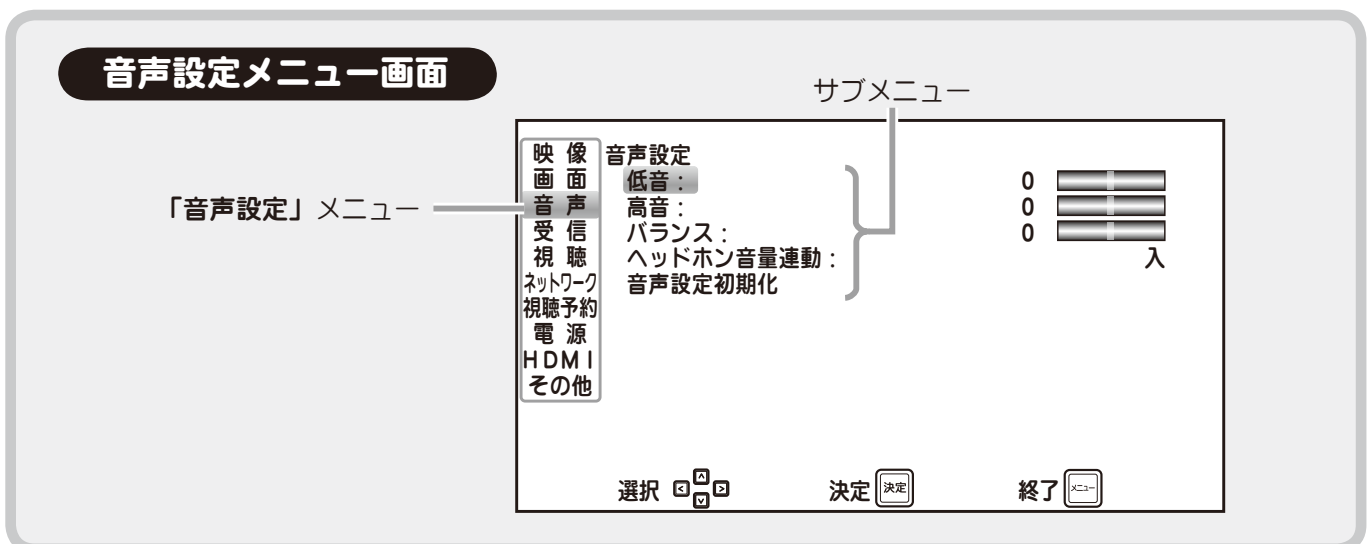 音声設定メニュー画面
サブメニュー
「音声設定」メニュー
映 像
画 面
音 声
受 信
視 聴
ネットワーク
視聴予約
電 源
HDMI
その他
音声設定
低音： 0
高音： 0
バランス： 0
ヘッドホン音量連動： 入
音声設定初期化
選択 決定 決定 終了 メニュー